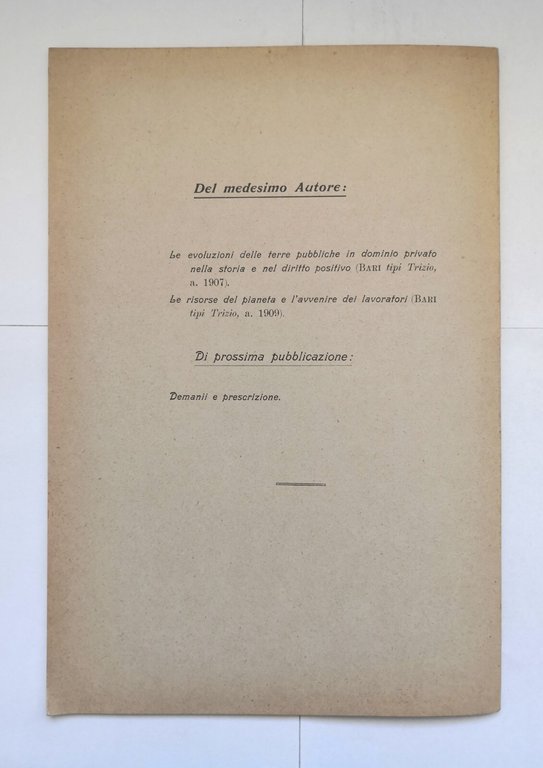 Del medesimo Autore:
Le evoluzioni delle terre pubbliche in dominio privato
nella storia e nel diritto positivo (BARI tipi Trizio,
a. 1907).
Le risorse del pianeta e l'avvenire dei lavoratori (BARI
tipi Trizio, a. 1909).
Di prossima pubblicazione:
Demanii e prescrizione.